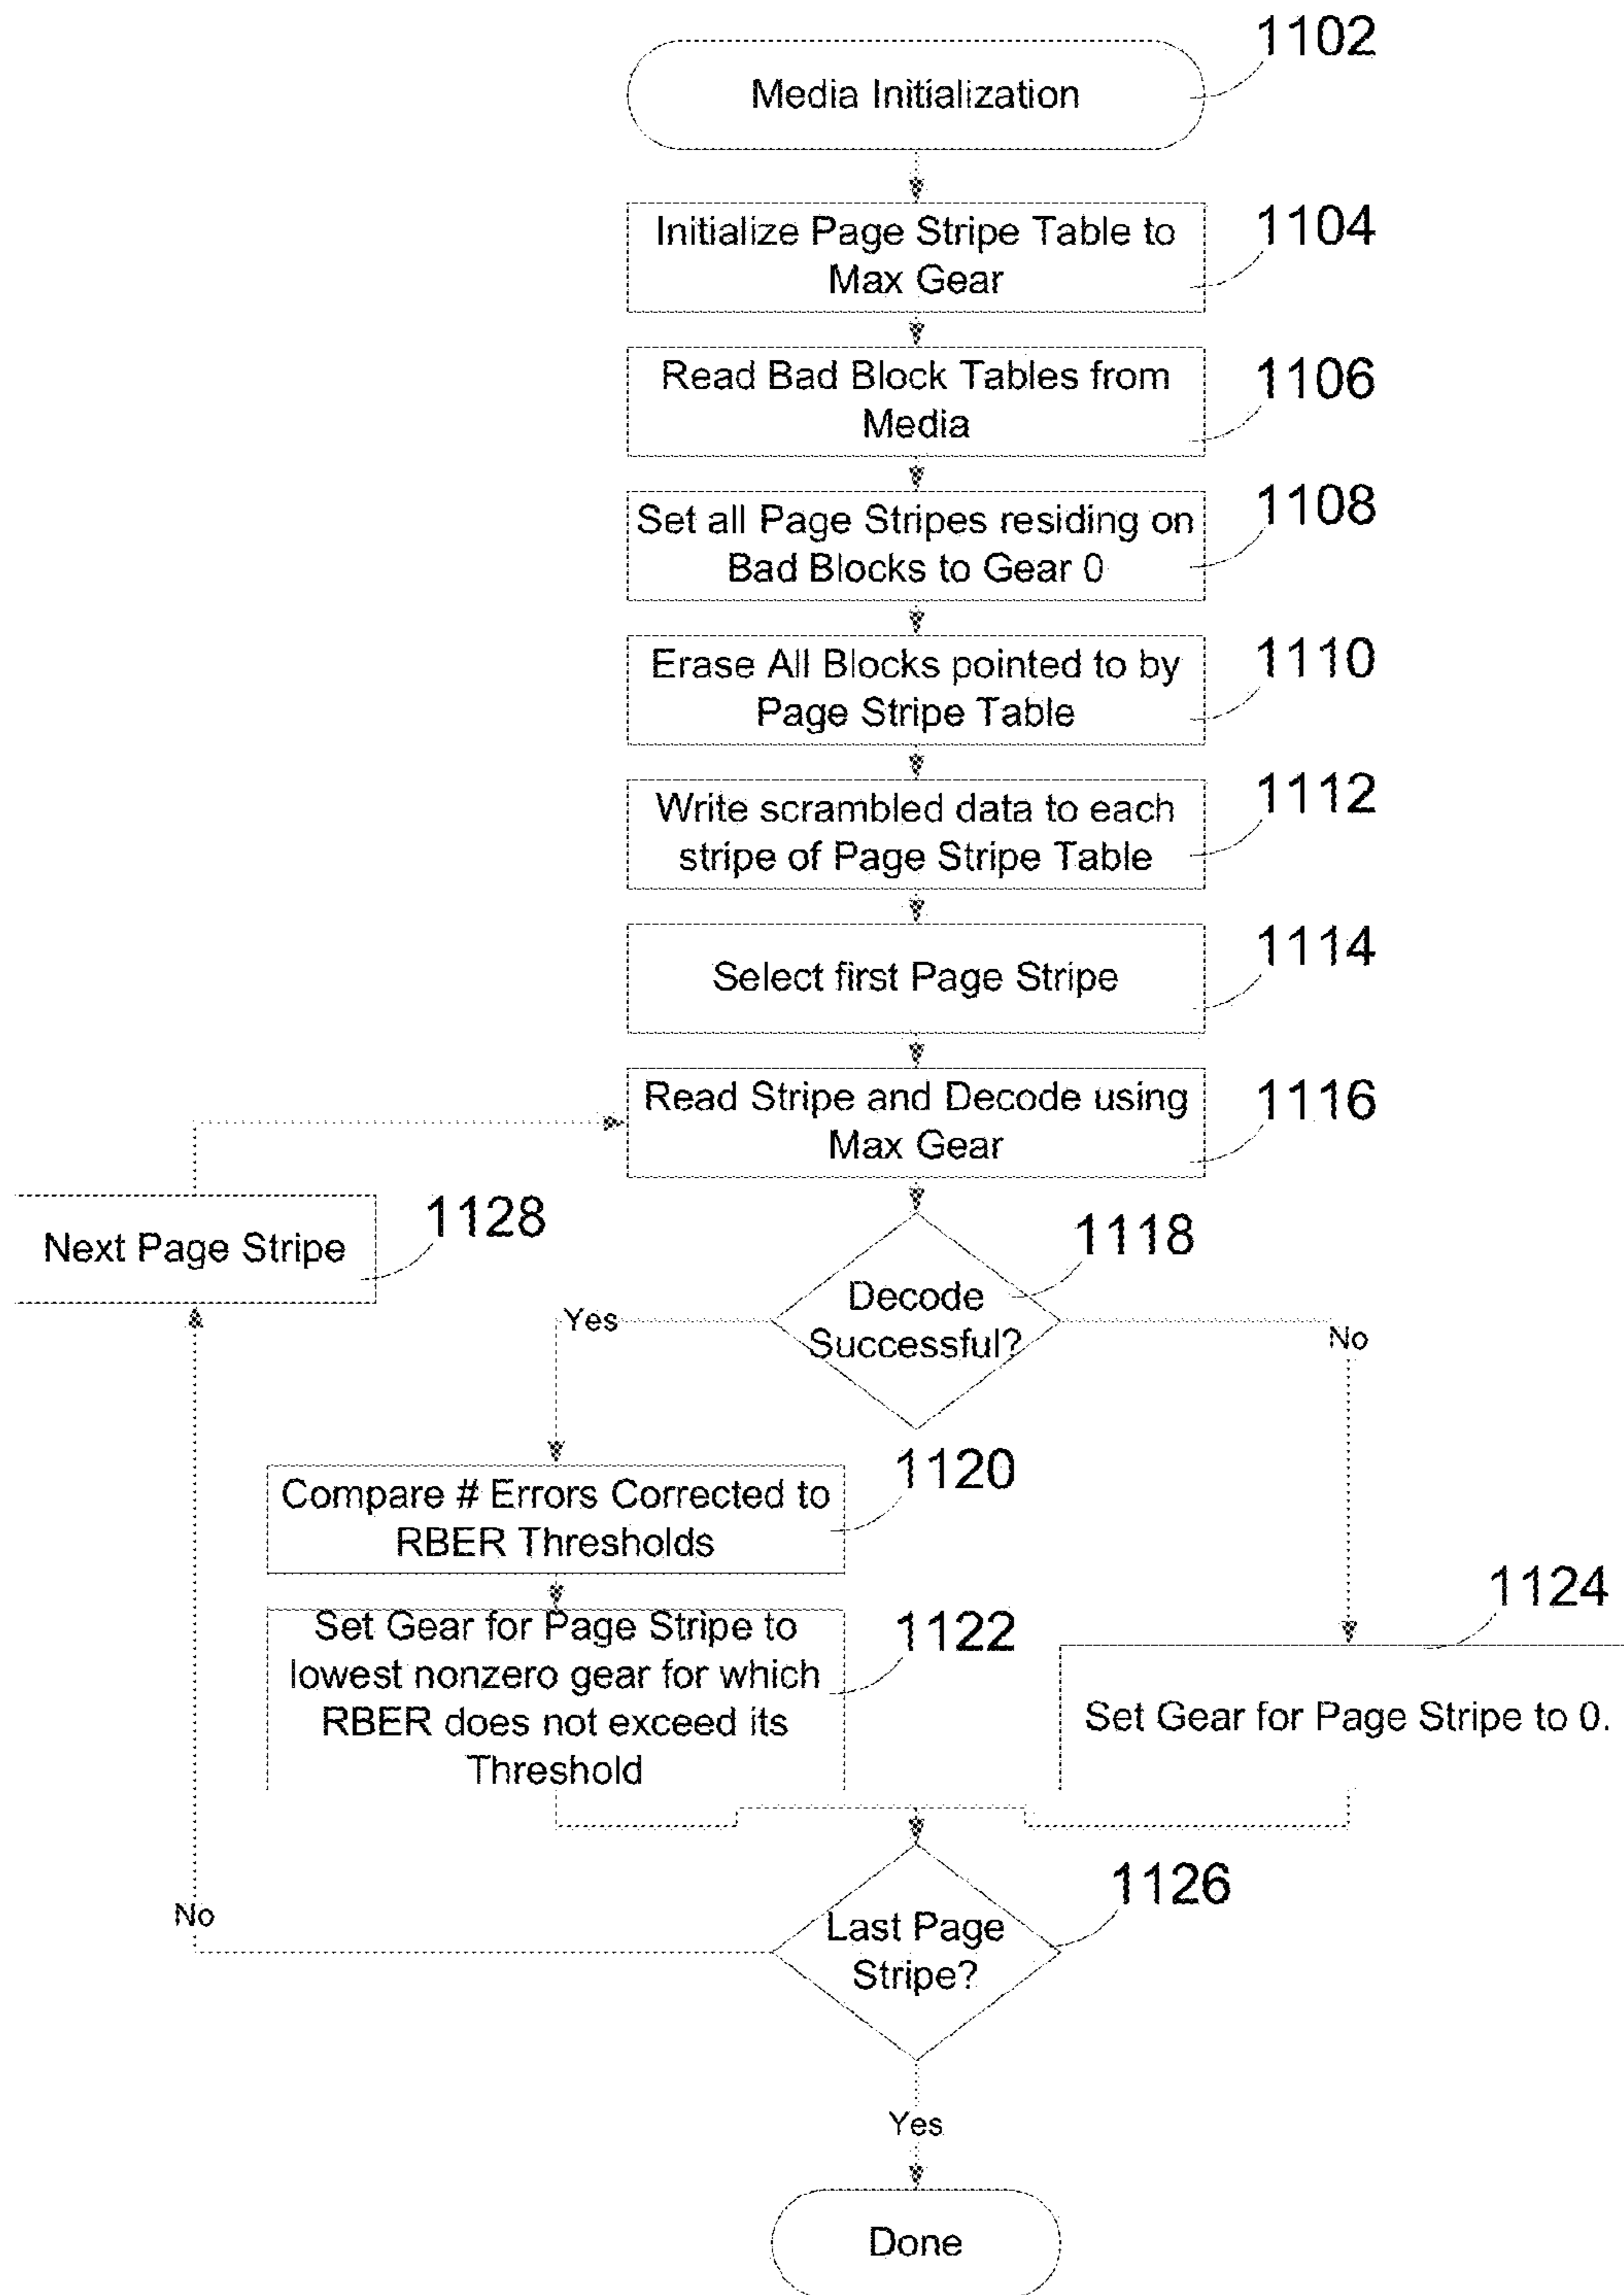 1102
Media Initialization
1104
Initialize Page Stripe Table to
Max Gear
1106
Read Bad Block Tables from
Media
1108
Set all Page Stripes residing on
Bad Blocks to Gear 0
1110
Erase All Blocks pointed to by
Page Stripe Table
1112
Write scrambled data to each
stripe of Page Stripe Table
1114
Select first Page Stripe
1116
Read Stripe and Decode using
Max Gear
1128
Next Page Stripe
1118
Decode
Successful?
Yes
No
1120
Compare # Errors Corrected to
RBER Thresholds
1122
Set Gear for Page Stripe to
lowest nonzero gear for which
RBER does not exceed its
Threshold
1124
Set Gear for Page Stripe to 0.
1126
Last Page
Stripe?
No
Yes
Done